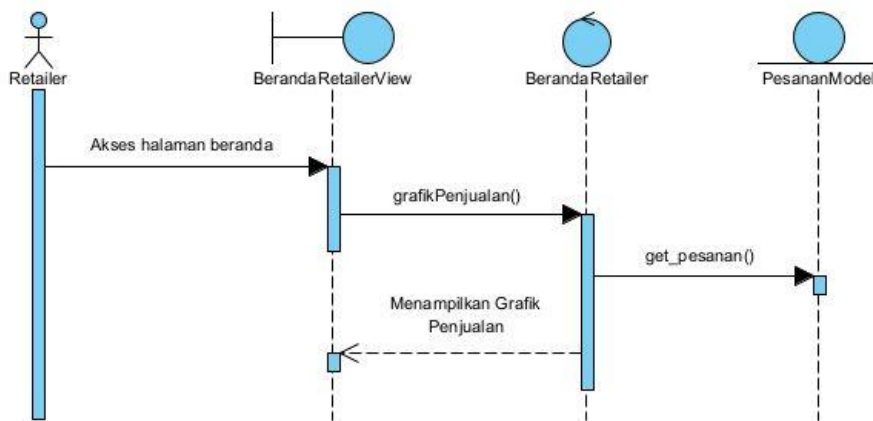 Retailer
BerandaRetailerView
BerandaRetailer
PesananModel
Akses halaman beranda
grafikPenjualan()
get_pesanan()
Menampilkan Grafik
Penjualan